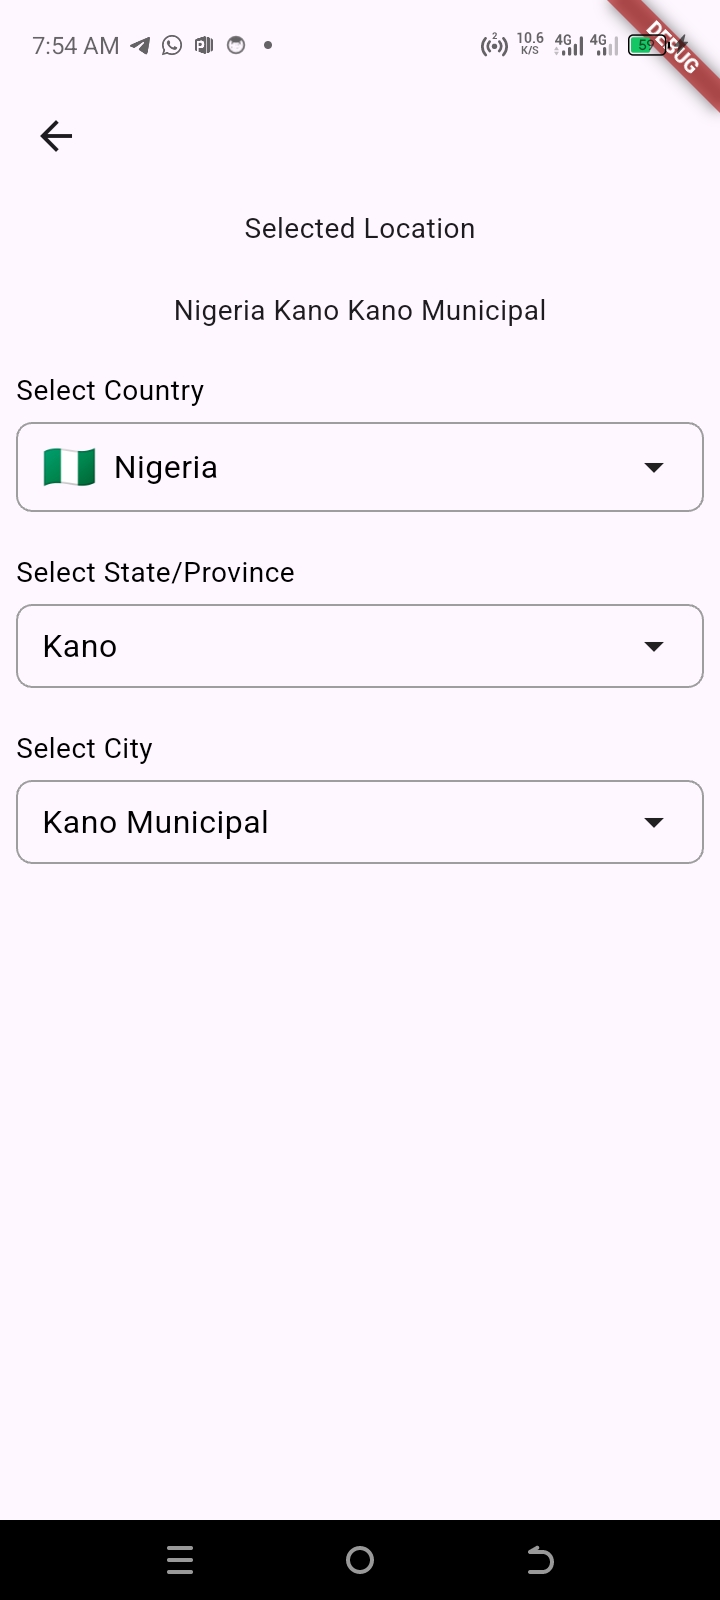 7:54 AM
2
10.6
K/S
4G
4G
59
DEBUG
Selected Location
Nigeria Kano Kano Municipal
Select Country
Nigeria
Select State/Province
Kano
Select City
Kano Municipal